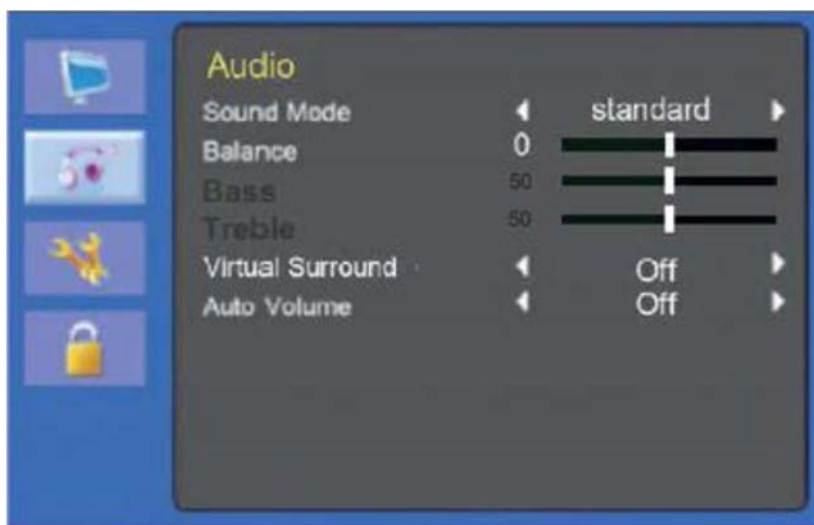 Audio
Sound Mode standard
Balance 0
Bass 50
Treble 50
Virtual Surround Off
Auto Volume Off